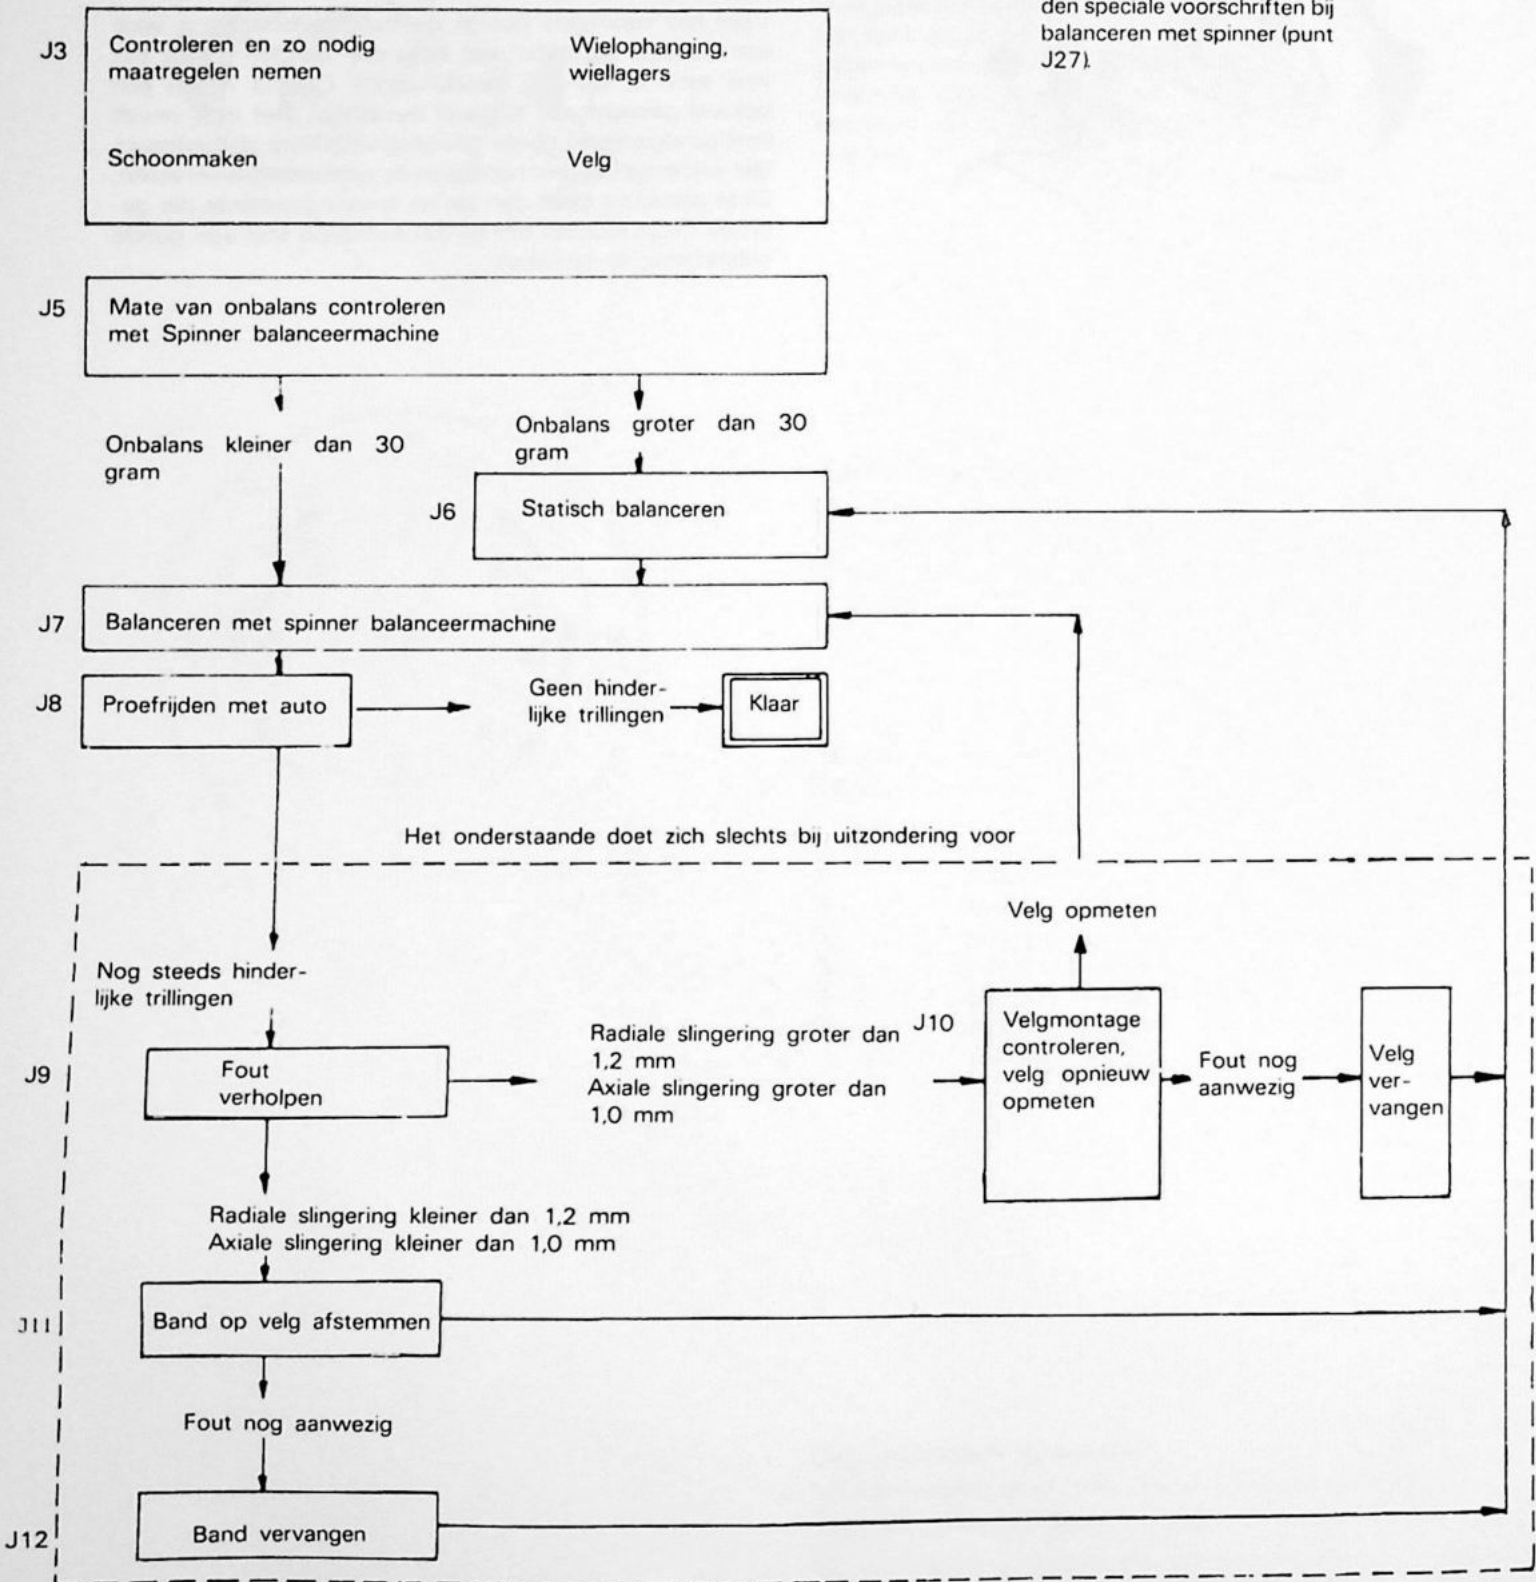 den speciale voorschriften bij
balanceren met spinner (punt
J27).
J3
Controleren en zo nodig
maatregelen nemen
Wielophanging,
wiellagers
Schoonmaken
Velg
J5
Mate van onbalans controleren
met Spinner balanceermachine
Onbalans kleiner dan 30
gram
Onbalans groter dan 30
gram
J6
Statisch balanceren
J7
Balanceren met spinner balanceermachine
J8
Proefrijden met auto
Geen hinder-
lijke trillingen
Klaar
Het onderstaande doet zich slechts bij uitzondering voor
Velg opmeten
Nog steeds hinder-
lijke trillingen
J9
Fout
verholpen
Radiale slingering groter dan
1,2 mm
Axiale slingering groter dan
1,0 mm
J10
Velgmontage
controleren,
velg opnieuw
opmeten
Fout nog
aanwezig
Velg
ver-
vangen
Radiale slingering kleiner dan 1,2 mm
Axiale slingering kleiner dan 1,0 mm
J11
Band op velg afstemmen
Fout nog aanwezig
J12
Band vervangen